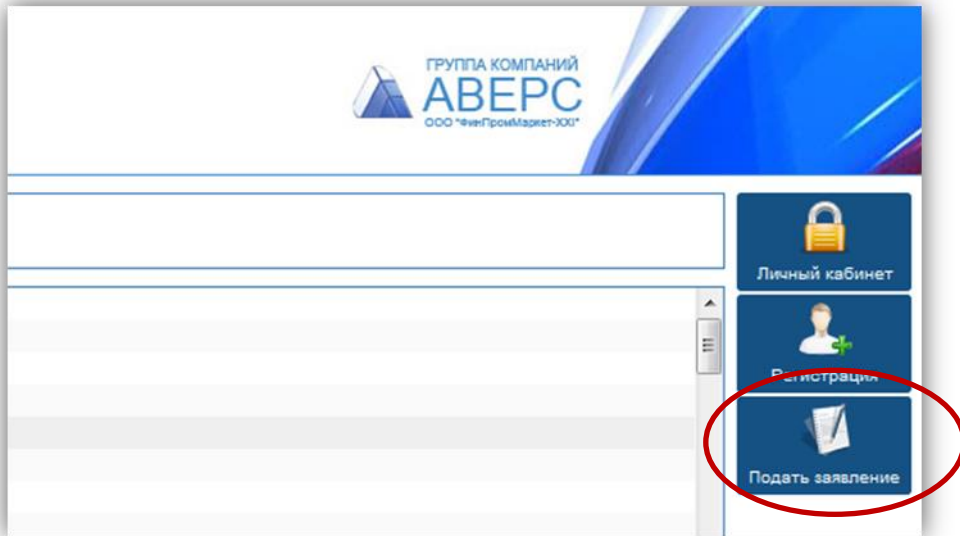 ГРУППА КОМПАНИЙ
АВЕРС
ООО "ФинПромМаркет-XXI"
Личный кабинет
Регистрация
Подать заявление